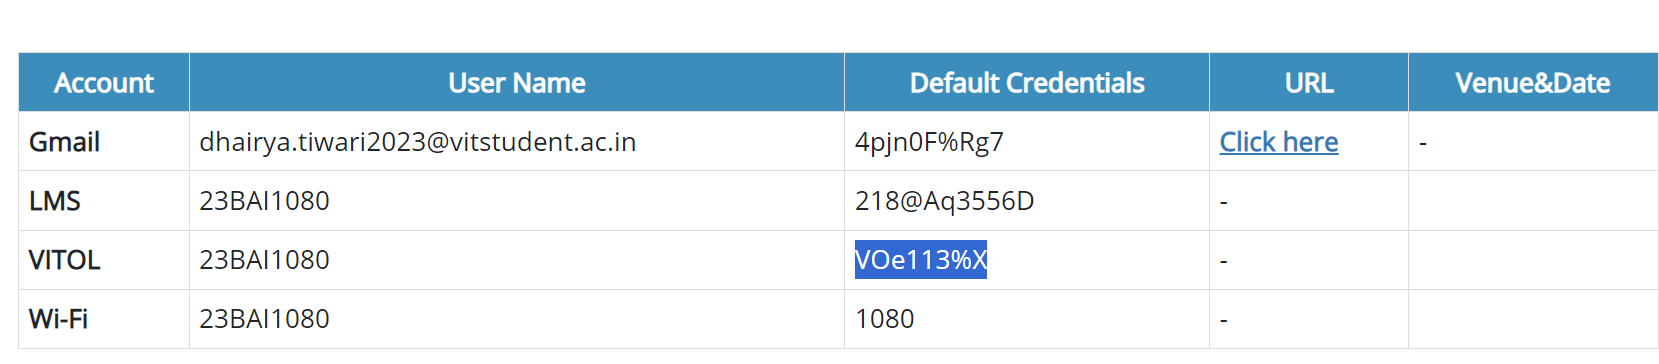 Account User Name Default Credentials URL Venue&Date
Gmail dhairya.tiwari2023@vitstudent.ac.in 4pjn0F%Rg7 Click here -
LMS 23BAI1080 218@Aq3556D -
VITOL 23BAI1080 VOe113%X -
Wi-Fi 23BAI1080 1080 -